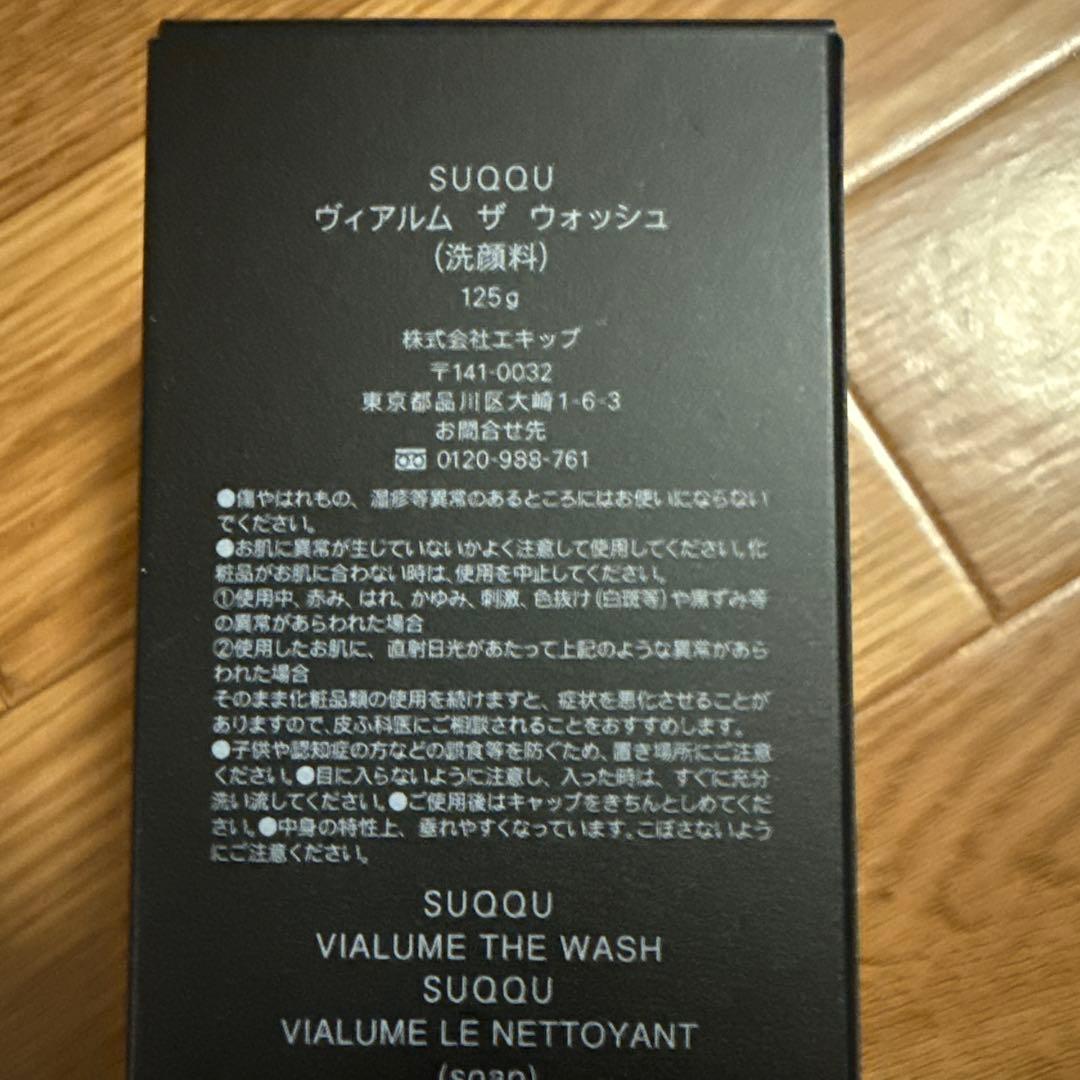 SUQQU
ヴィアルム ザ ウォッシュ
(洗顔料)
125g
株式会社エキップ
〒141-0032
東京都品川区大崎1-6-3
お問合せ先
0120-988-761
●傷やはれもの、湿疹等異常のあるところにはお使いにならない
でください。
●お肌に異常が生じていないかよく注意して使用してください。化
粧品がお肌に合わない時は、使用を中止してください。
①使用中、赤み、はれ、かゆみ、刺激、色抜け(白斑等)や黒ずみ等
の異常があらわれた場合
②使用したお肌に、直射日光があたって上記のような異常があら
われた場合
そのまま化粧品類の使用を続けますと、症状を悪化させることが
ありますので、皮ふ科医にご相談されることをおすすめします。
●子供や認知症の方などの誤食等を防ぐため、置き場所にご注意
ください。●目に入らないように注意し、入った時は、すぐに充分
洗い流してください。●ご使用後はキャップをきちんとしめてくだ
さい。●中身の特性上、垂れやすくなっています。こぼさないよう
にご注意ください。
SUQQU
VIALUME THE WASH
SUQQU
VIALUME LE NETTOYANT
(soap)